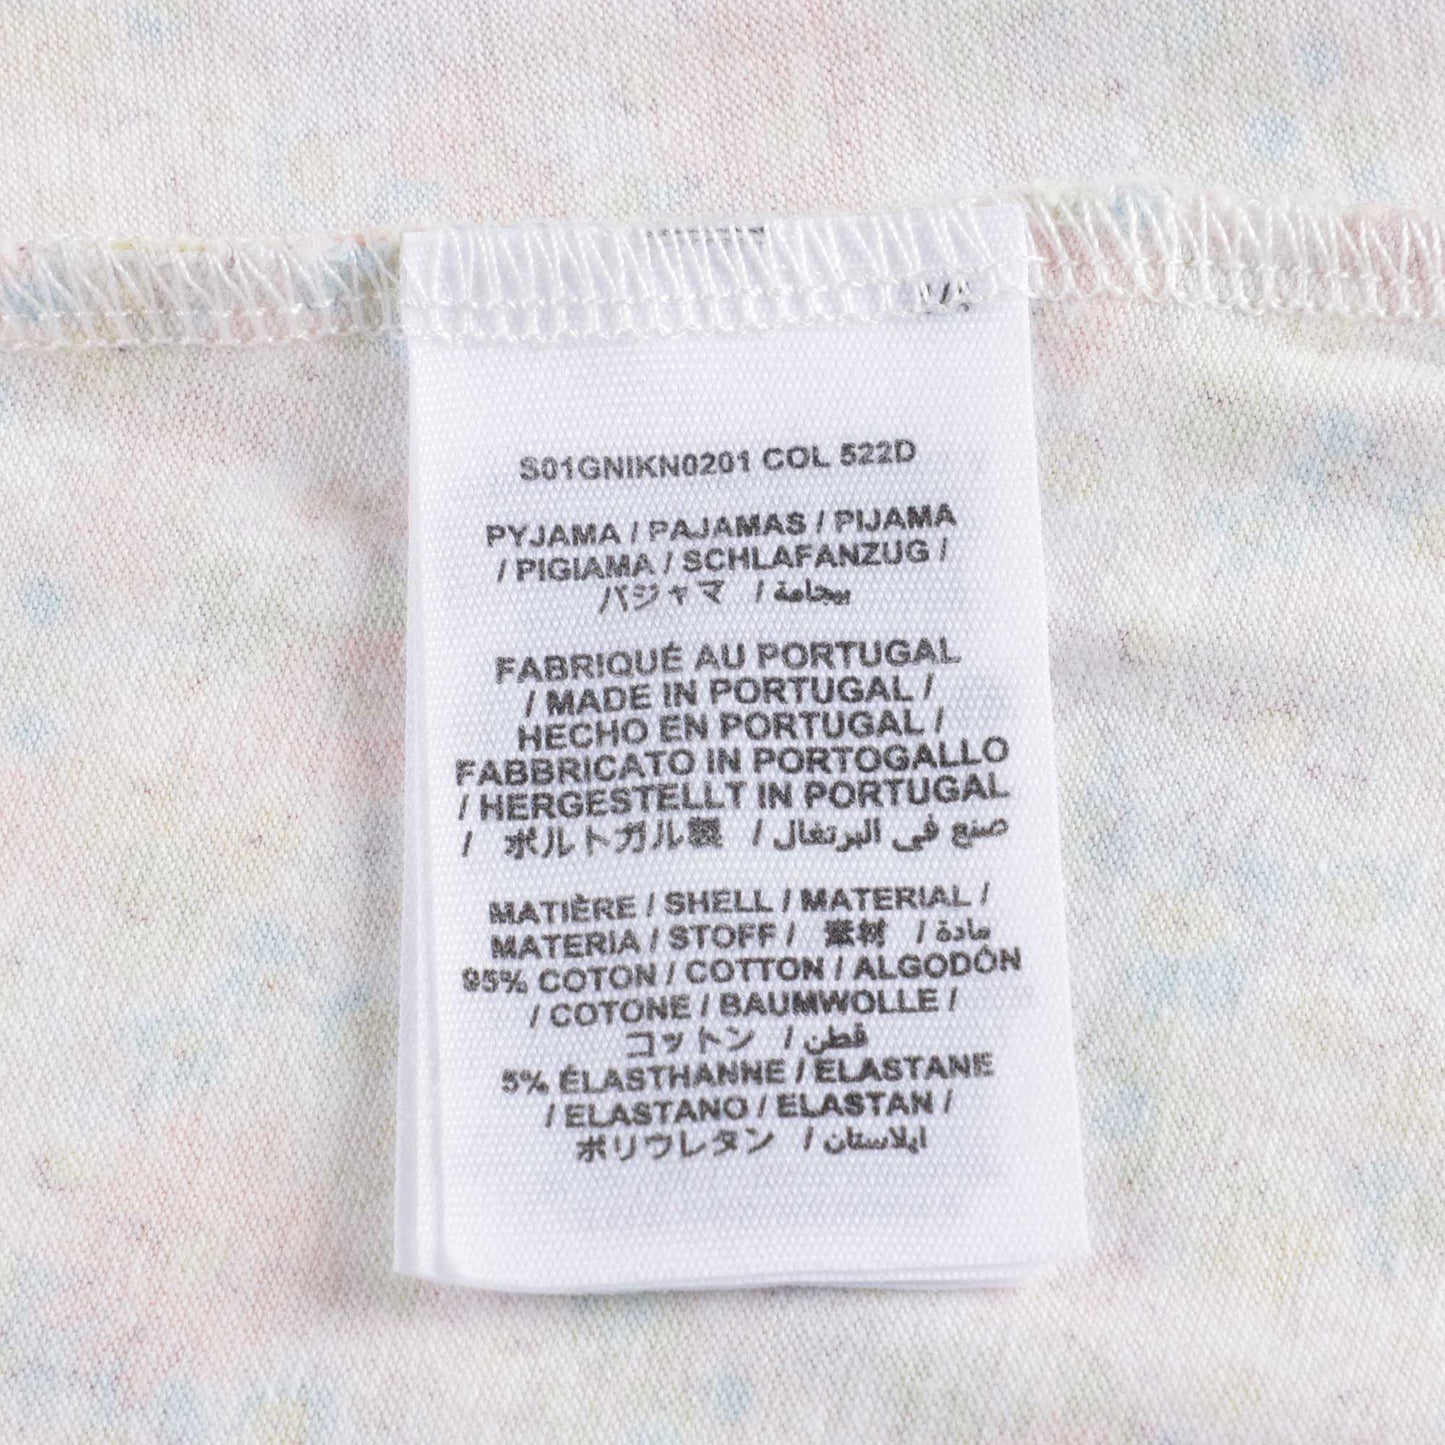 S01GNIKN0201 COL 522D
PYJAMA / PAJAMAS / PIJAMA
/ PIGIAMA / SCHLAFANZUG /
パジャマ / بيجامة
FABRIQUÉ AU PORTUGAL
/ MADE IN PORTUGAL /
HECHO EN PORTUGAL /
FABBRICATO IN PORTOGALLO
/ HERGESTELLT IN PORTUGAL
/ ポルトガル製 / صنع في البرتغال
MATIÈRE / SHELL / MATERIAL /
MATERIA / STOFF / 素材 / مادة
95% COTON / COTTON / ALGODÓN
/ COTONE / BAUMWOLLE /
コットン / قطن
5% ÉLASTHANNE / ELASTANE
/ ELASTANO / ELASTAN /
ポリウレタン / ايلاستان